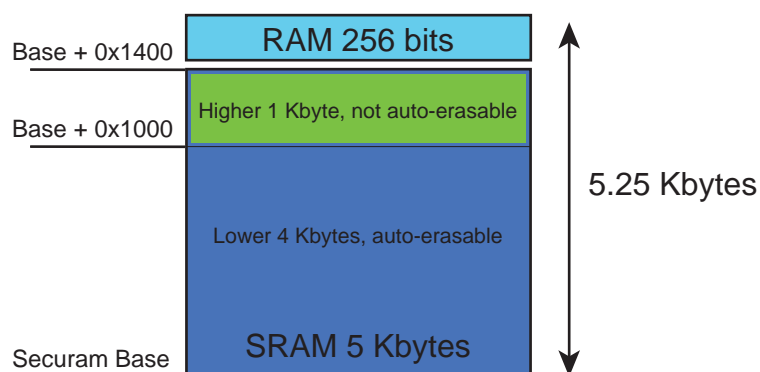 RAM 256 bits
Base + 0x1400
Higher 1 Kbyte, not auto-erasable
Base + 0x1000
5.25 Kbytes
Lower 4 Kbytes, auto-erasable
SRAM 5 Kbytes
Securam Base